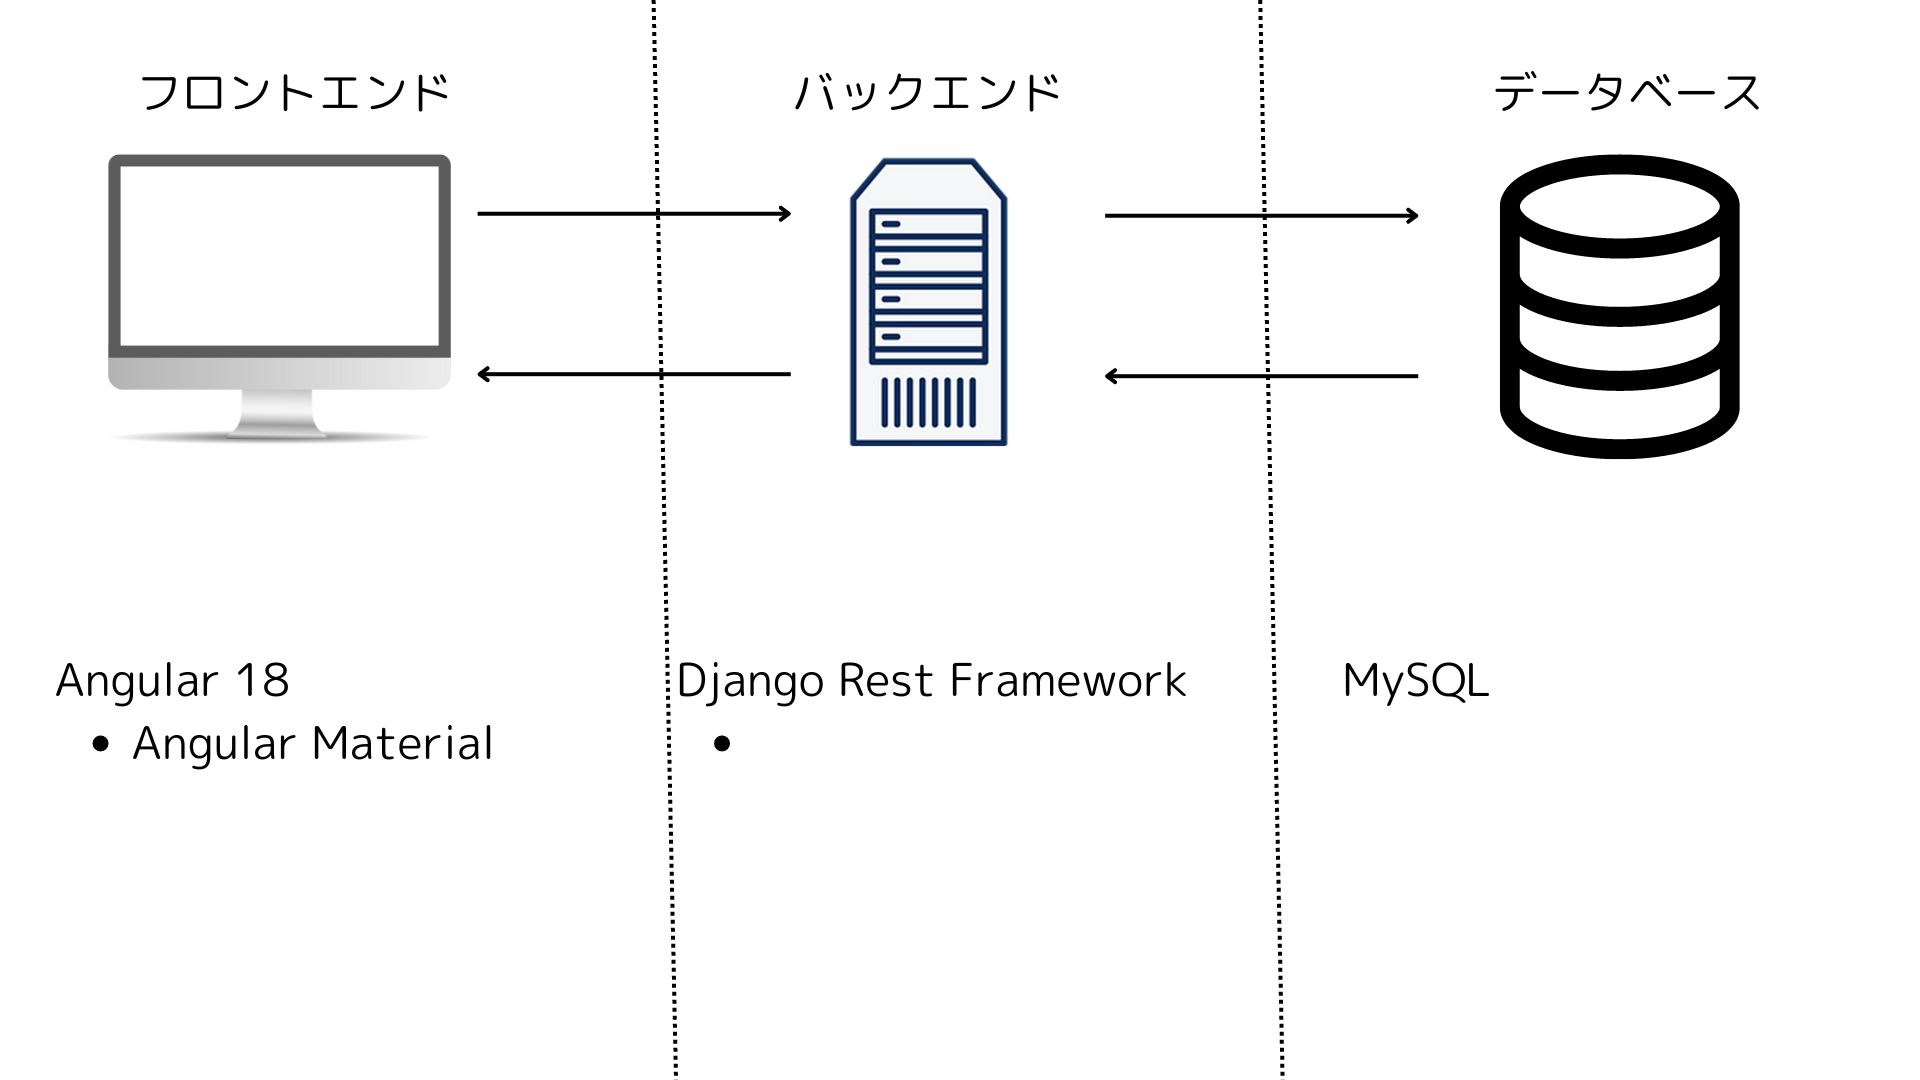 フロントエンド
バックエンド
データベース
Angular 18
• Angular Material
Django Rest Framework
•
MySQL